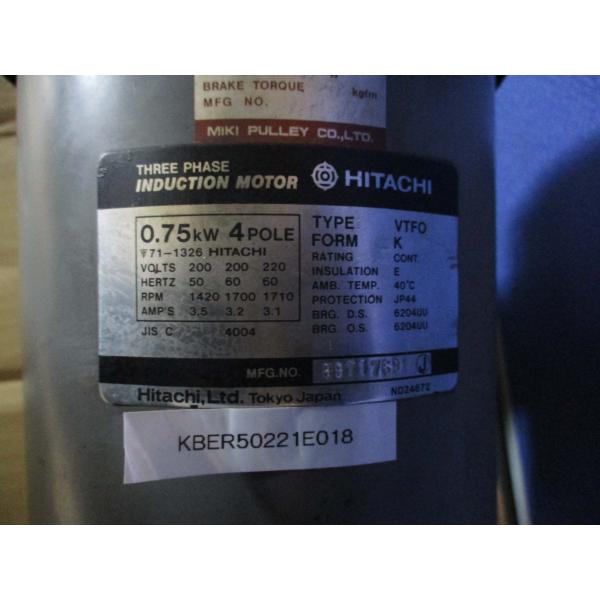 BRAKE TORQUE kgfm
MFG NO.
MIKI PULLEY CO.,LTD.
THREE PHASE
INDUCTION MOTOR HITACHI
0.75kW 4POLE
71-1326 HITACHI
VOLTS 200 200 220
HERTZ 50 60 60
RPM 1420 1700 1710
AMP'S 3.5 3.2 3.1
JIS C 4004
TYPE VTFO
FORM K
RATING CONT.
INSULATION E
AMB. TEMP. 40°C
PROTECTION JP44
BRG. D.S. 6204UU
BRG. O.S. 6204UU
MFG.NO. J
Hitachi,Ltd. Tokyo Japan ND24672
KBER50221E018